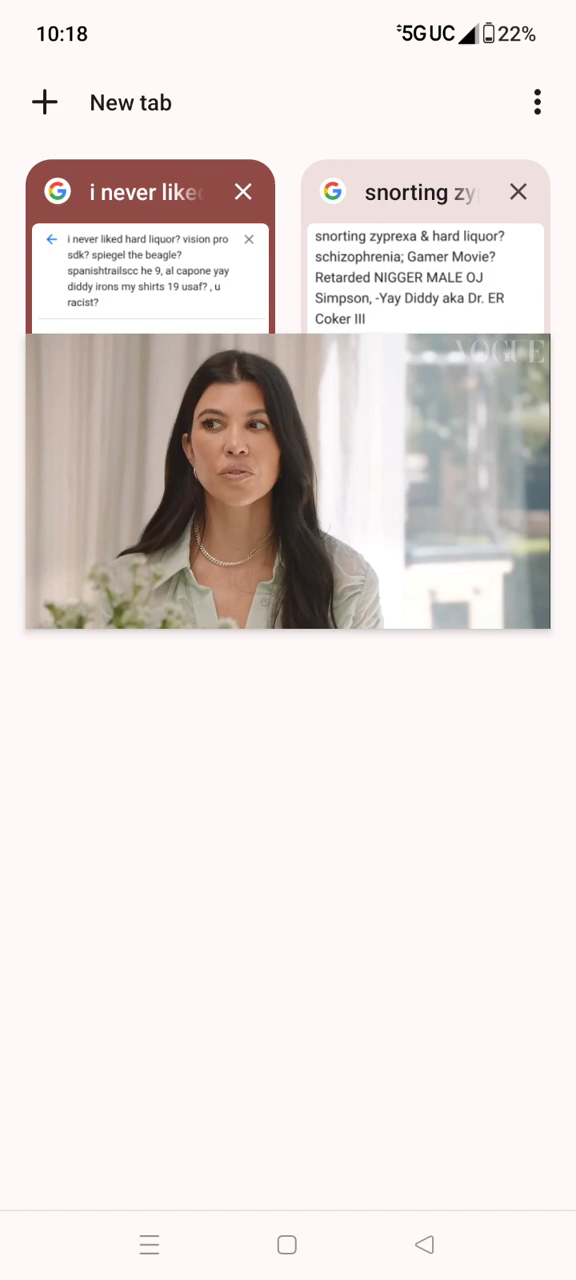 10:18
5G UC 22%
New tab
i never liked
snorting zy
i never liked hard liquor? vision pro
sdk? spiegel the beagle?
spanishtrailscc he 9, al capone yay
diddy irons my shirts 19 usaf? , u
racist?
snorting zyprexa & hard liquor?
schizophrenia; Gamer Movie?
Retarded NIGGER MALE OJ
Simpson, -Yay Diddy aka Dr. ER
Coker III
VOGUE